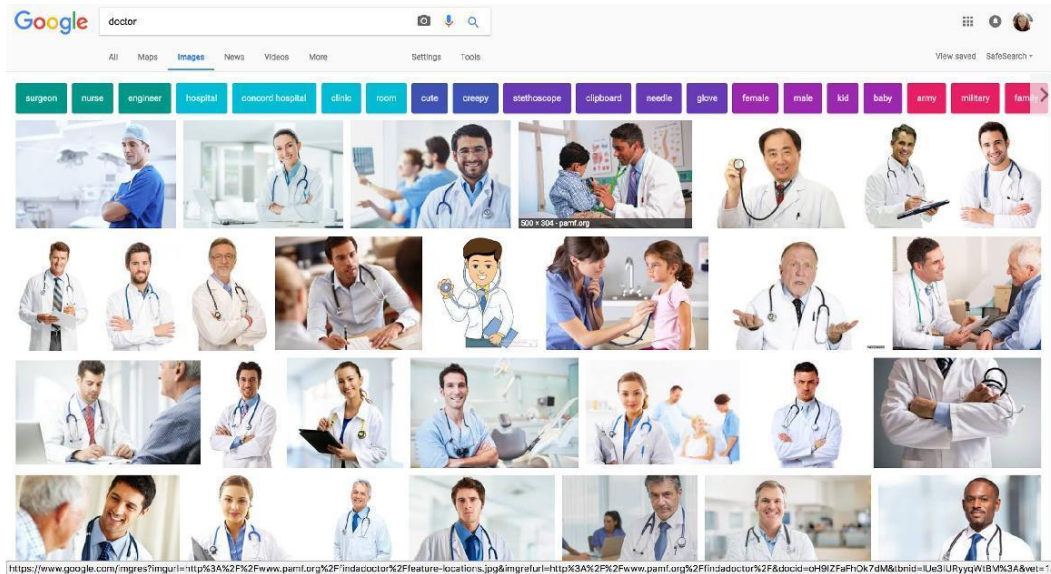 Google
doctor
All Maps Images News Videos More Settings Tools View saved SafeSearch
surgeon nurse engineer hospital concord hospital clinic room cute creepy stethoscope clipboard needle glove female male kid baby army military family
500 × 304 - pamf.org